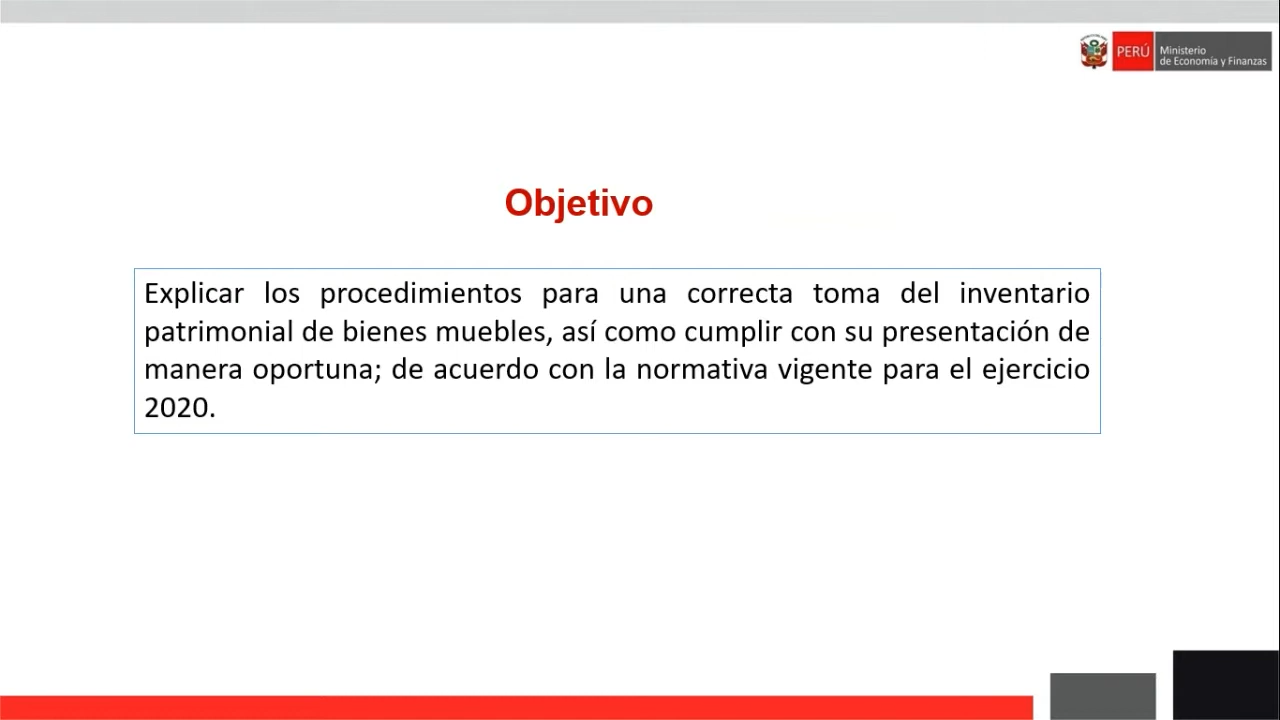 PERÚ
Ministerio
de Economía y Finanzas
Objetivo
Explicar los procedimientos para una correcta toma del inventario
patrimonial de bienes muebles, así como cumplir con su presentación de
manera oportuna; de acuerdo con la normativa vigente para el ejercicio
2020.